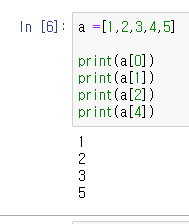 In [6]: a =[1,2,3,4,5]
print(a[0])
print(a[1])
print(a[2])
print(a[4])
1
2
3
5